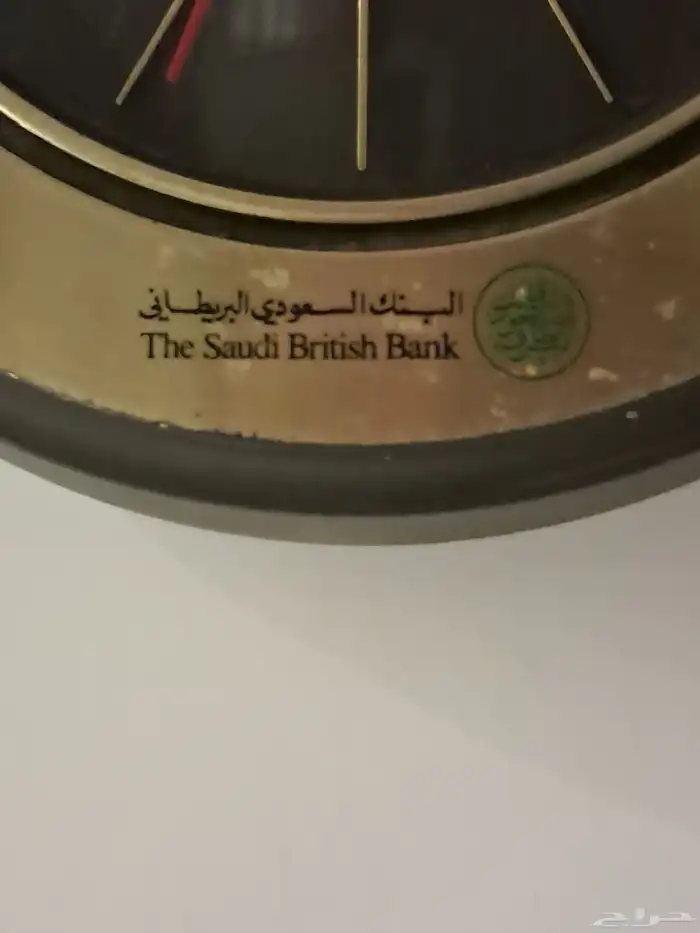 البنك السعودي البريطاني
The Saudi British Bank
حراج